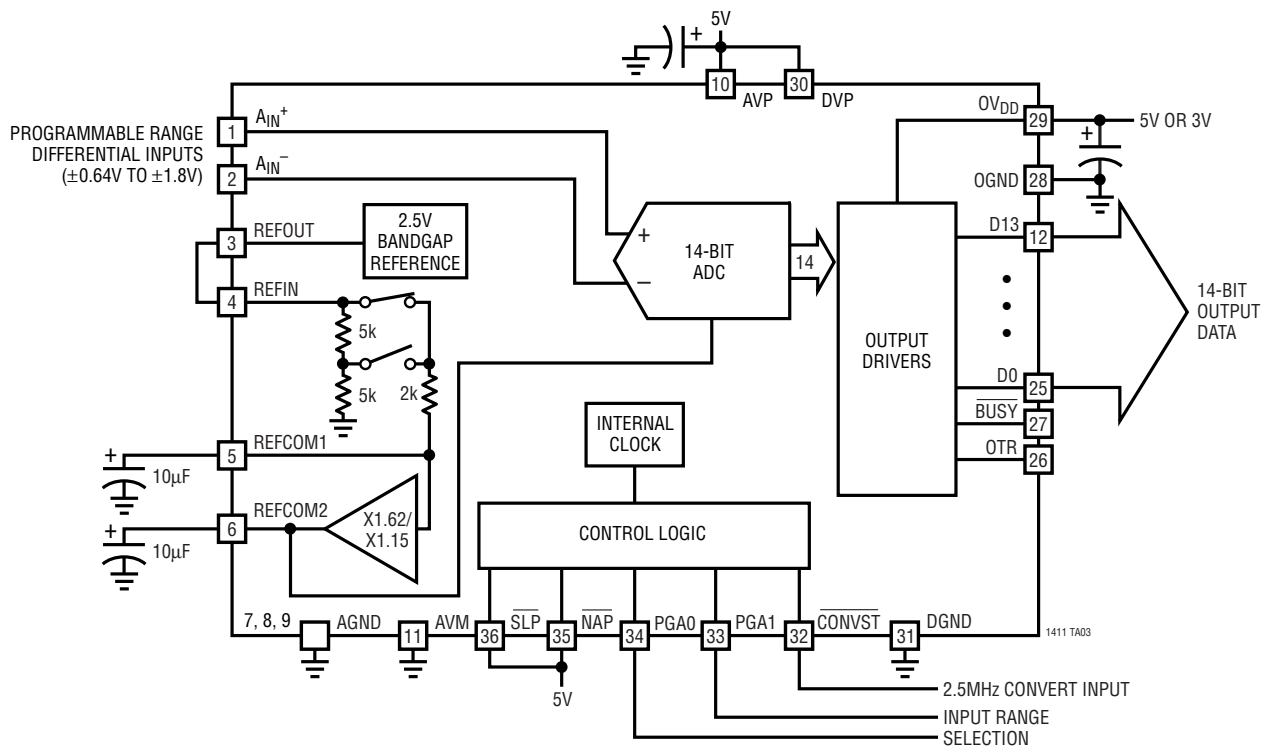 5V
+
10
AVP
30
DVP
PROGRAMMABLE RANGE
DIFFERENTIAL INPUTS
(±0.64V TO ±1.8V)
1
AIN+
2
AIN–
3
REFOUT
2.5V
BANDGAP
REFERENCE
4
REFIN
5k
5k
2k
+
5
REFCOM1
10µF
+
6
REFCOM2
10µF
X1.62/
X1.15
+
–
14-BIT
ADC
14
OUTPUT
DRIVERS
OVDD
29
5V OR 3V
+
OGND
28
D13
12
14-BIT
OUTPUT
DATA
D0
25
BUSY
27
OTR
26
INTERNAL
CLOCK
CONTROL LOGIC
7, 8, 9
AGND
11
AVM
36
SLP
35
NAP
34
PGA0
33
PGA1
32
CONVST
31
DGND
1411 TA03
5V
2.5MHz CONVERT INPUT
INPUT RANGE
SELECTION